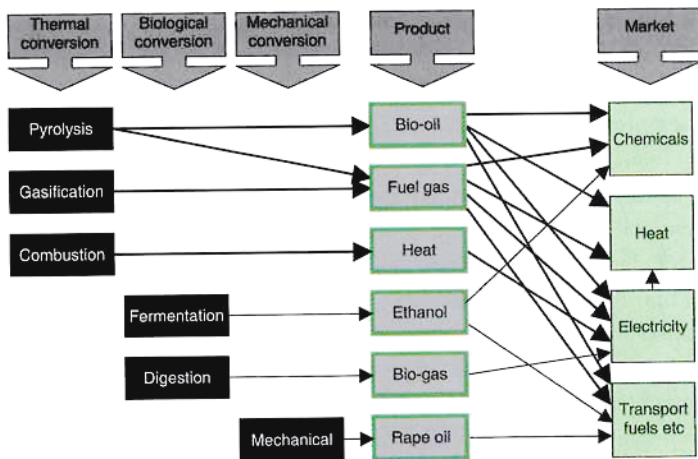 Thermal
conversion
Biological
conversion
Mechanical
conversion
Product
Market
Pyrolysis
Bio-oil
Chemicals
Gasification
Fuel gas
Combustion
Heat
Heat
Fermentation
Ethanol
Electricity
Digestion
Bio-gas
Mechanical
Rape oil
Transport
fuels etc